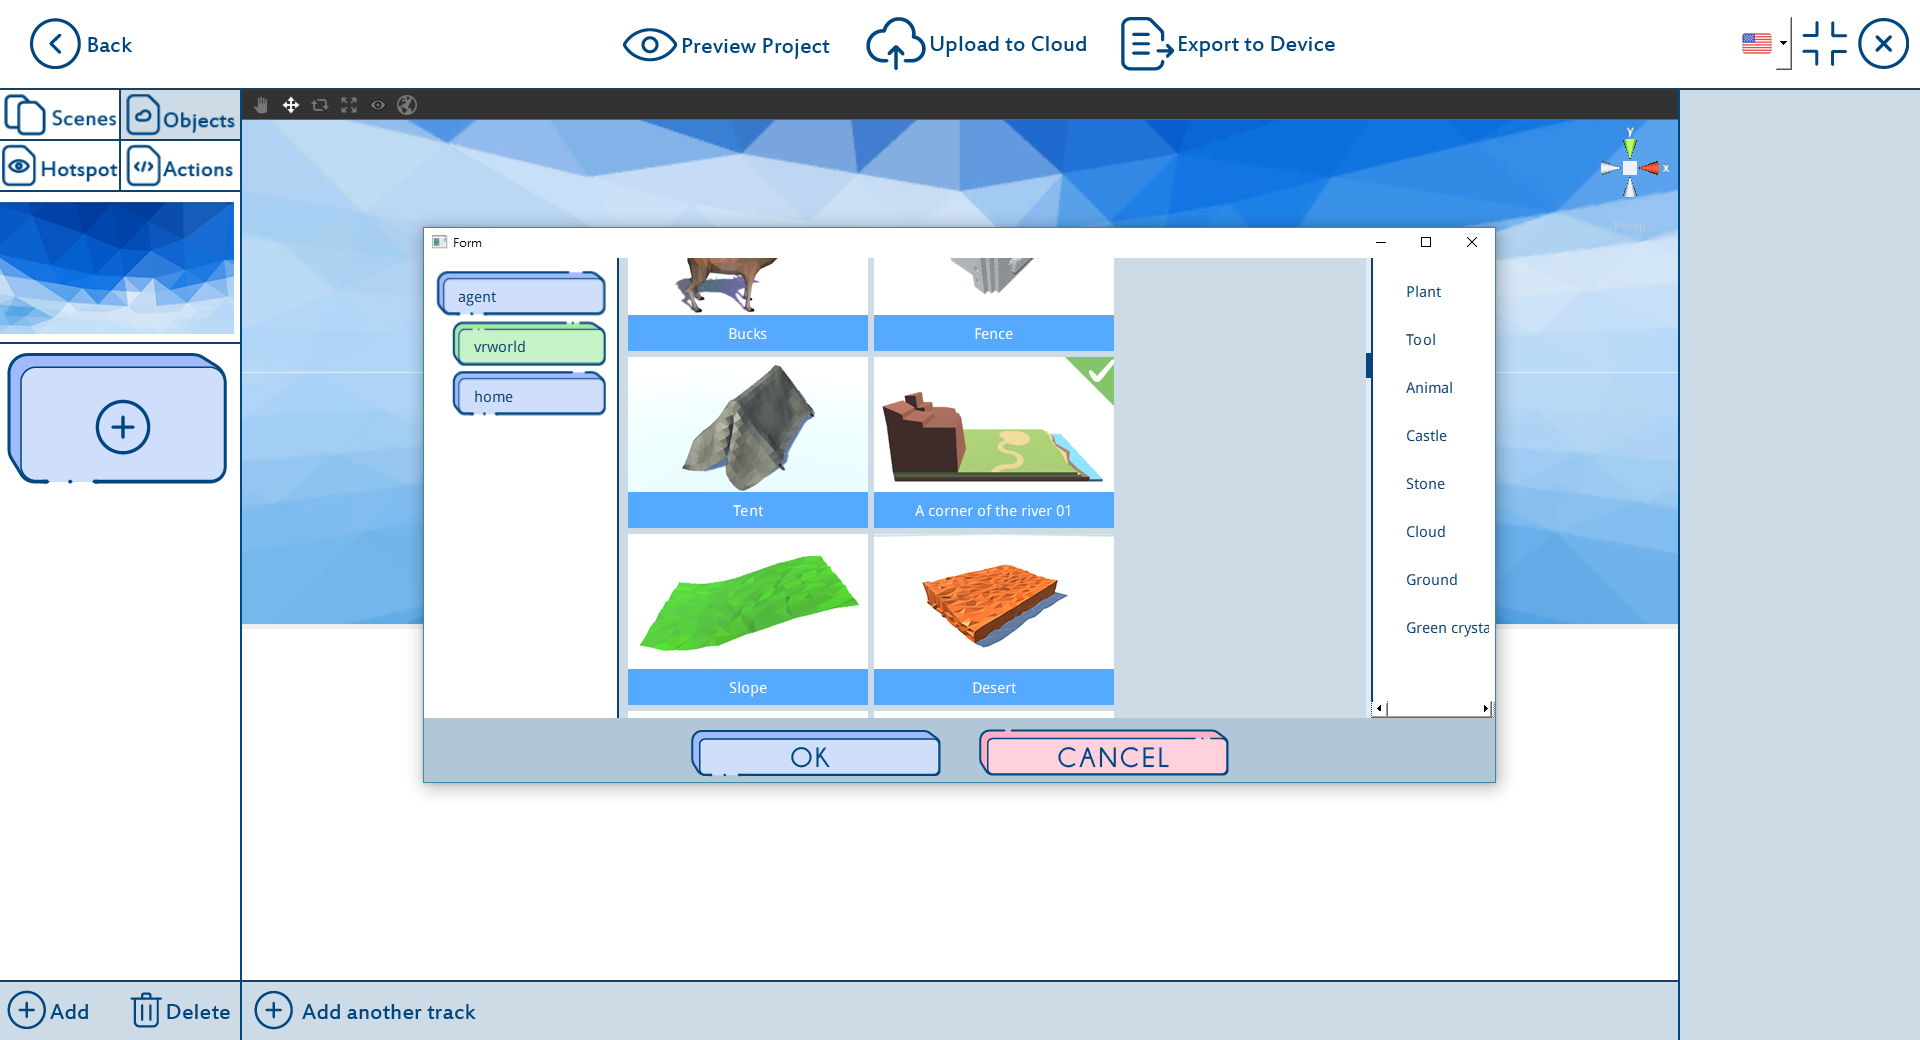 Back
Preview Project
Upload to Cloud
Export to Device
Scenes
Objects
Hotspot
Actions
y
x
Persp
Form
agent
vrworld
home
Bucks
Fence
Tent
A corner of the river 01
Slope
Desert
Plant
Tool
Animal
Castle
Stone
Cloud
Ground
Green crysta
OK
CANCEL
Add
Delete
Add another track